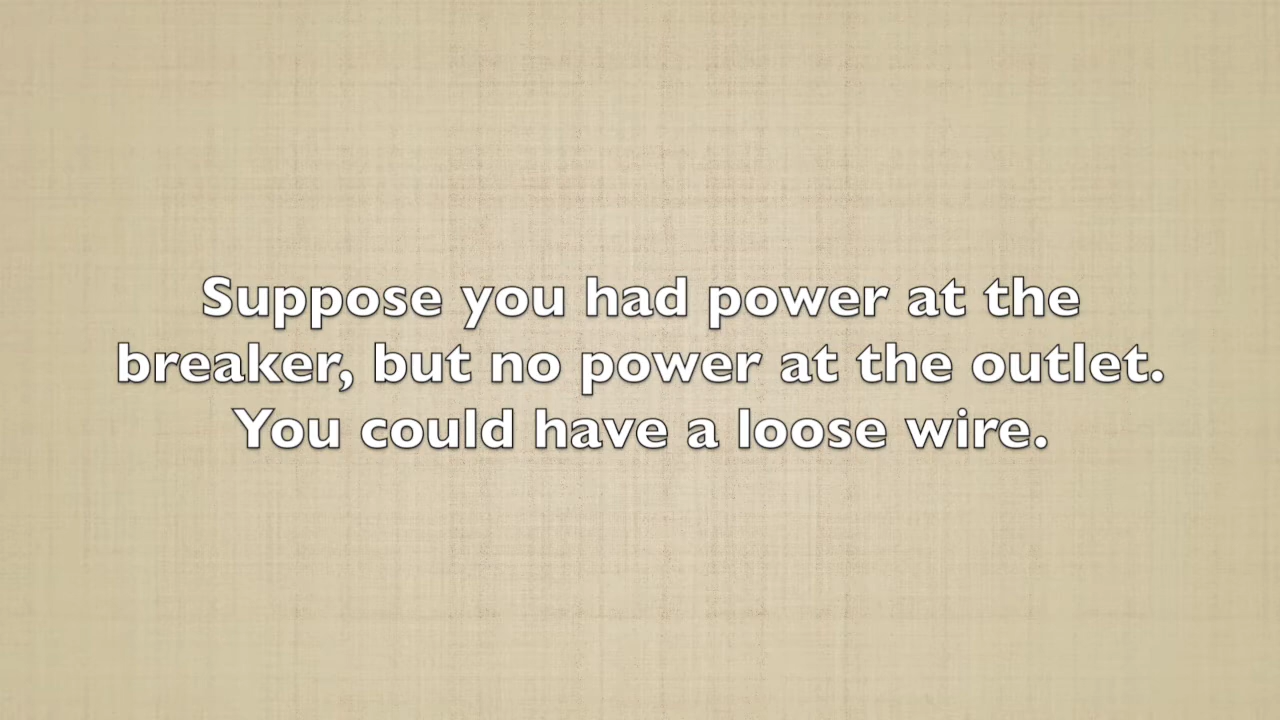 Suppose you had power at the
breaker, but no power at the outlet.
You could have a loose wire.